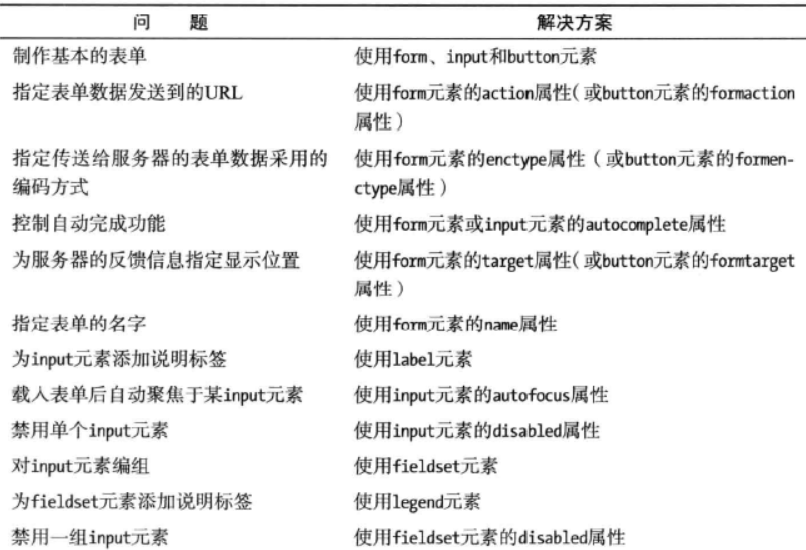 问 题 解决方案
制作基本的表单 使用form、input和button元素
指定表单数据发送到的URL 使用form元素的action属性(或button元素的formaction
属性)
指定传送给服务器的表单数据采用的 使用form元素的enctype属性(或button元素的formen-
编码方式 ctype属性)
控制自动完成功能 使用form元素或input元素的autocomplete属性
为服务器的反馈信息指定显示位置 使用form元素的target属性(或button元素的formtarget
属性)
指定表单的名字 使用form元素的name属性
为input元素添加说明标签 使用label元素
载入表单后自动聚焦于某input元素 使用input元素的autofocus属性
禁用单个input元素 使用input元素的disabled属性
对input元素编组 使用fieldset元素
为fieldset元素添加说明标签 使用legend元素
禁用一组input元素 使用fieldset元素的disabled属性